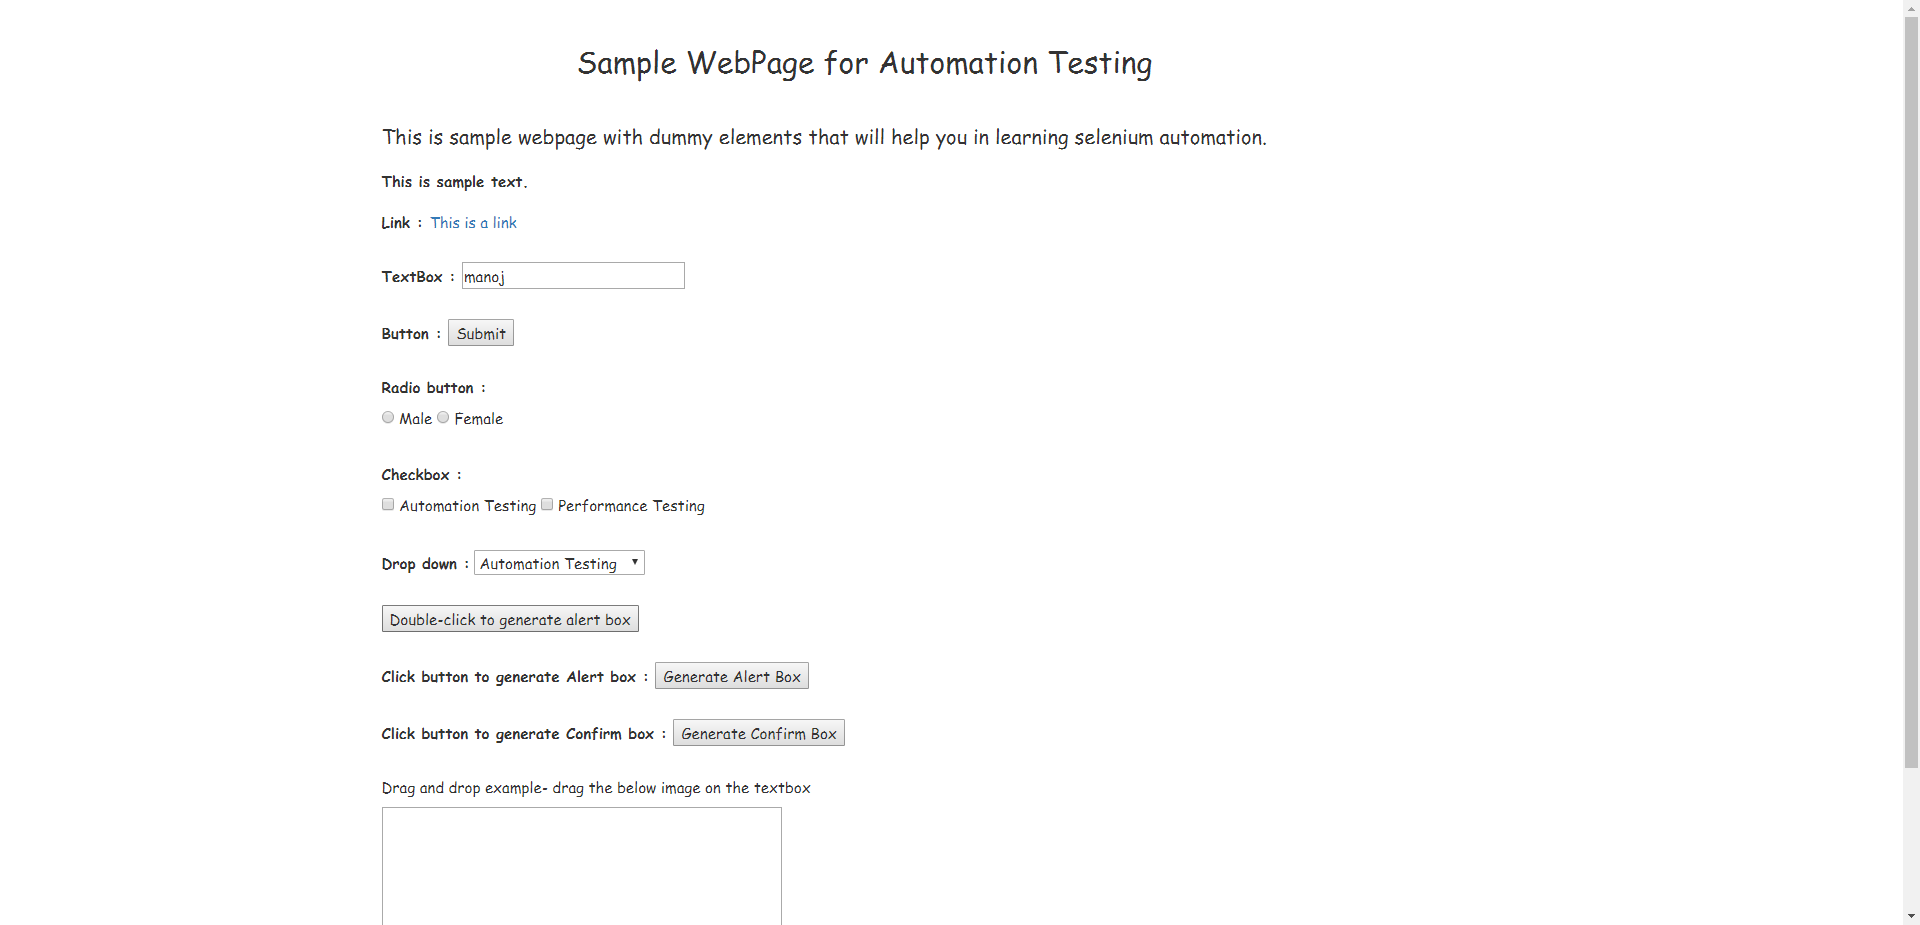 Sample WebPage for Automation Testing
This is sample webpage with dummy elements that will help you in learning selenium automation.
This is sample text.
Link : This is a link
TextBox : manoj
Button : Submit
Radio button :
Male Female
Checkbox :
Automation Testing Performance Testing
Drop down : Automation Testing
Double-click to generate alert box
Click button to generate Alert box : Generate Alert Box
Click button to generate Confirm box : Generate Confirm Box
Drag and drop example- drag the below image on the textbox